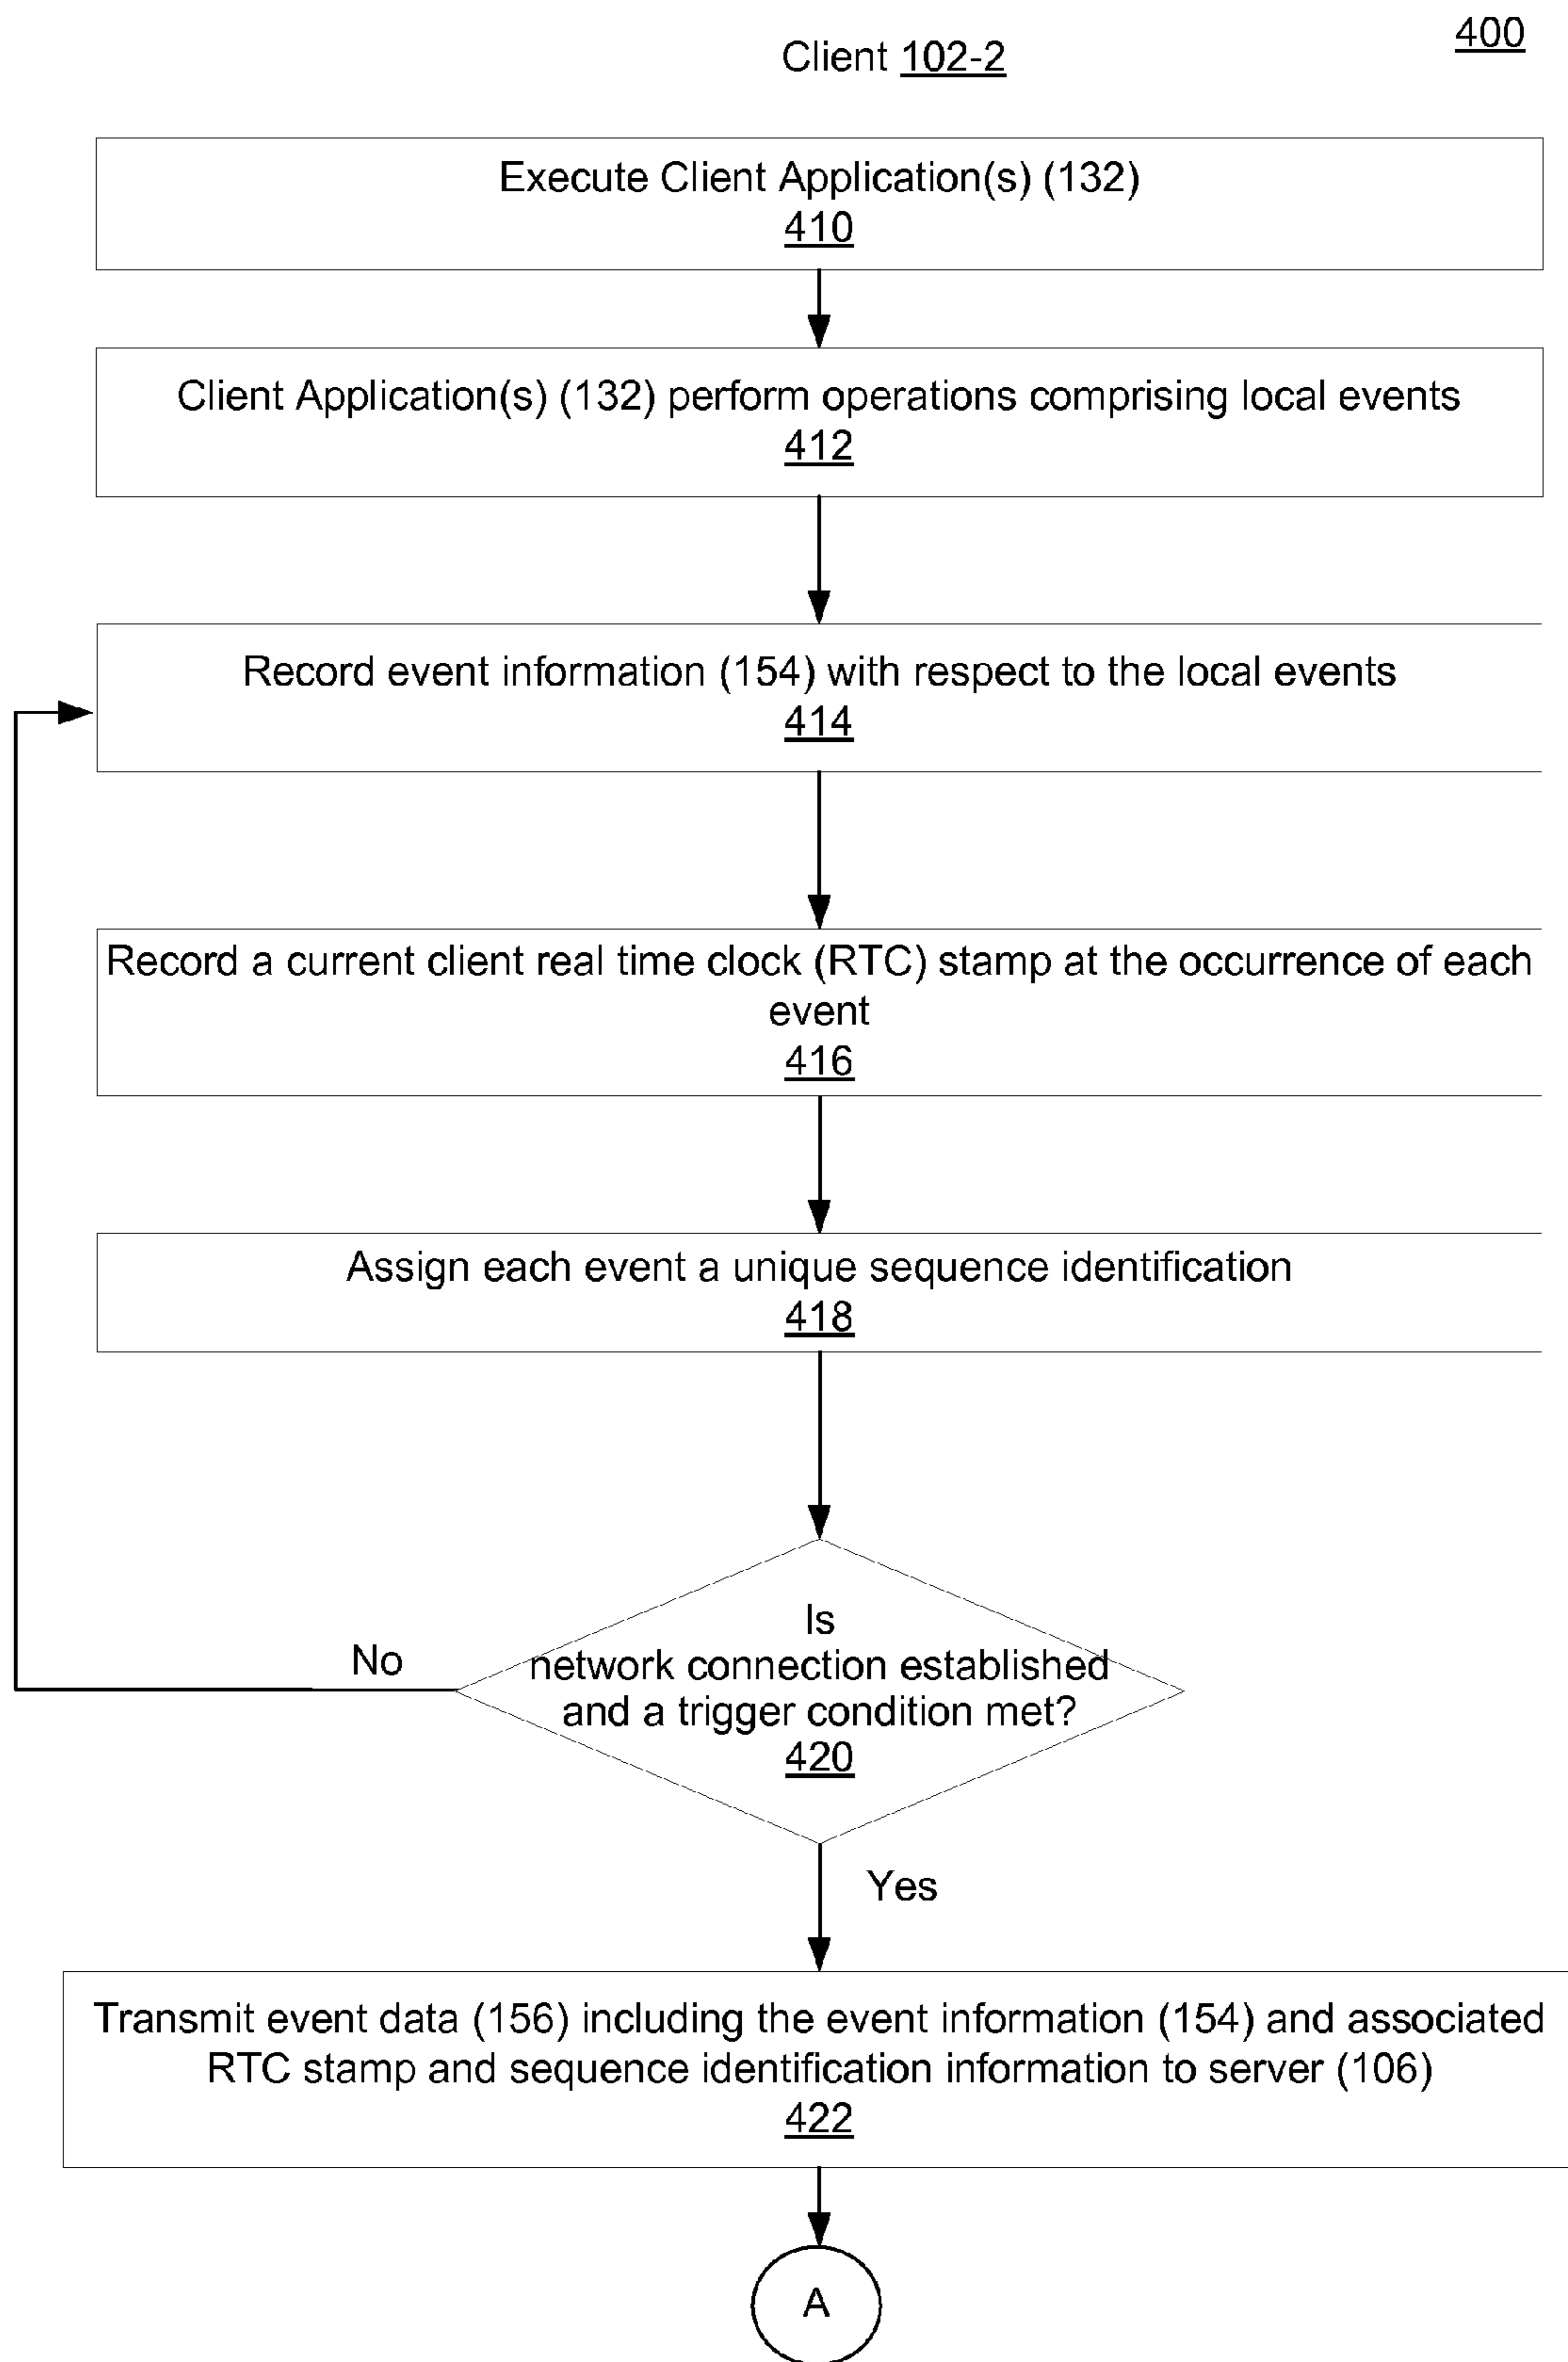 400
Client 102-2
Execute Client Application(s) (132)
410
Client Application(s) (132) perform operations comprising local events
412
Record event information (154) with respect to the local events
414
Record a current client real time clock (RTC) stamp at the occurrence of each
event
416
Assign each event a unique sequence identification
418
Is
network connection established
and a trigger condition met?
420
No
Yes
Transmit event data (156) including the event information (154) and associated
RTC stamp and sequence identification information to server (106)
422
A